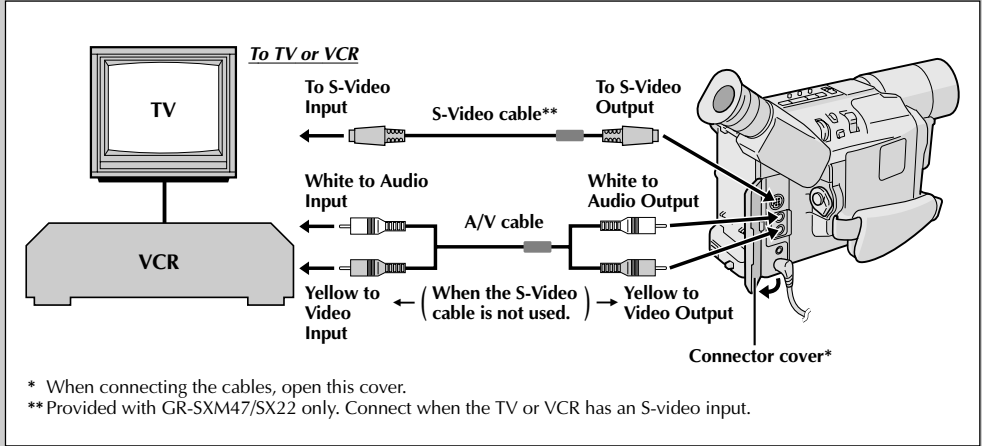 To TV or VCR
TV
VCR
To S-Video
Input
S-Video cable**
To S-Video
Output
White to Audio
Input
A/V cable
White to
Audio Output
Yellow to
Video
Input
(When the S-Video
cable is not used.)
Yellow to
Video Output
Connector cover*
* When connecting the cables, open this cover.
** Provided with GR-SXM47/SX22 only. Connect when the TV or VCR has an S-video input.